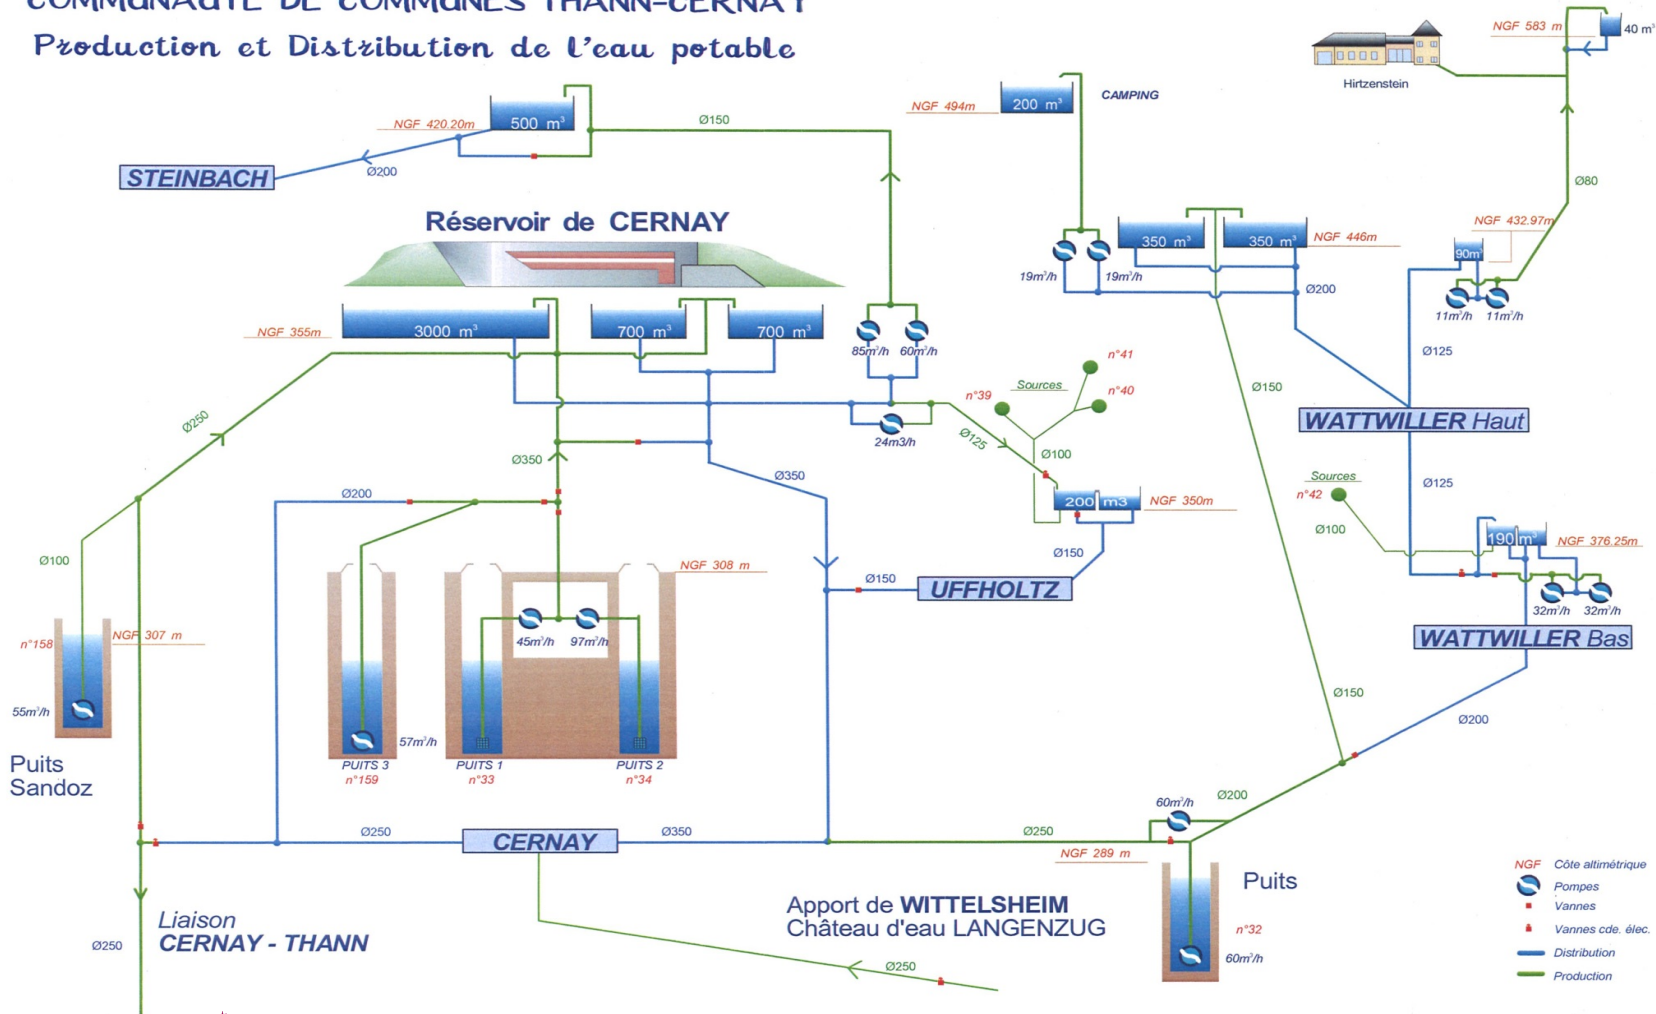 COMMUNAUTÉ DE COMMUNES THANN-CERNAY
Production et Distribution de l'eau potable
NGF 583 m
40 m³
Hirtzenstein
NGF 420.20m
500 m³
Ø150
NGF 494m
200 m³
CAMPING
Ø200
STEINBACH
Ø80
Réservoir de CERNAY
NGF 432.97m
350 m³
350 m³
NGF 446m
90m³
19m³/h
19m³/h
Ø200
11m³/h
11m³/h
NGF 355m
3000 m³
700 m³
700 m³
85m³/h
60m³/h
Ø125
n°41
Sources
n°39
n°40
Ø150
Ø250
24m3/h
Ø125
WATTWILLER Haut
Ø350
Ø100
Ø350
Sources
n°42
Ø125
Ø200
200 m3
NGF 350m
Ø100
190 m³
NGF 376.25m
Ø100
Ø150
NGF 308 m
Ø150
UFFHOLTZ
32m³/h
32m³/h
n°158
NGF 307 m
45m³/h
97m³/h
WATTWILLER Bas
55m³/h
57m³/h
Ø150
Ø200
Puits
Sandoz
PUITS 3
n°159
PUITS 1
n°33
PUITS 2
n°34
60m³/h
Ø200
Ø250
CERNAY
Ø350
Ø250
NGF 289 m
Puits
n°32
60m³/h
Apport de WITTELSHEIM
Château d'eau LANGENZUG
Liaison
CERNAY - THANN
Ø250
Ø250
NGF Côte altimétrique
Pompes
Vannes
Vannes cde. élec.
Distribution
Production